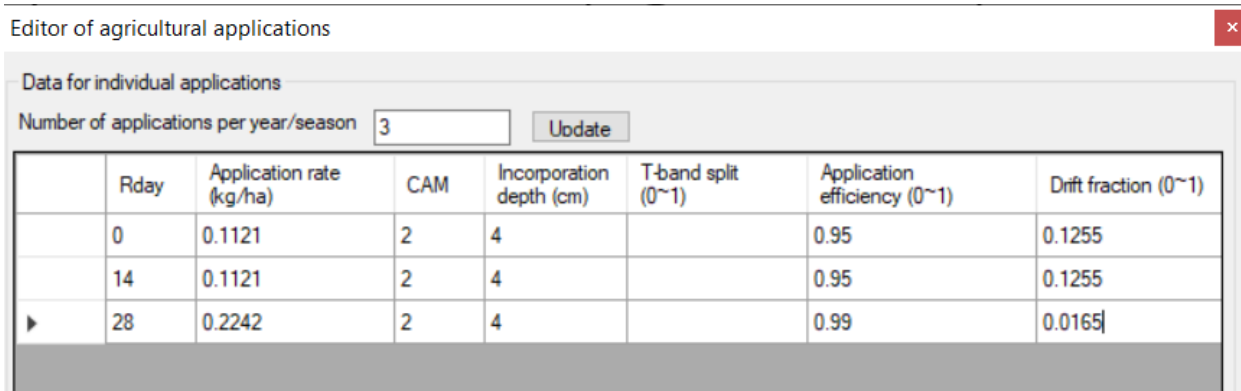 Editor of agricultural applications
×
Data for individual applications
Number of applications per year/season 3 Update
Rday Application rate (kg/ha) CAM Incorporation depth (cm) T-band split (0~1) Application efficiency (0~1) Drift fraction (0~1)
0 0.1121 2 4 0.95 0.1255
14 0.1121 2 4 0.95 0.1255
28 0.2242 2 4 0.99 0.0165